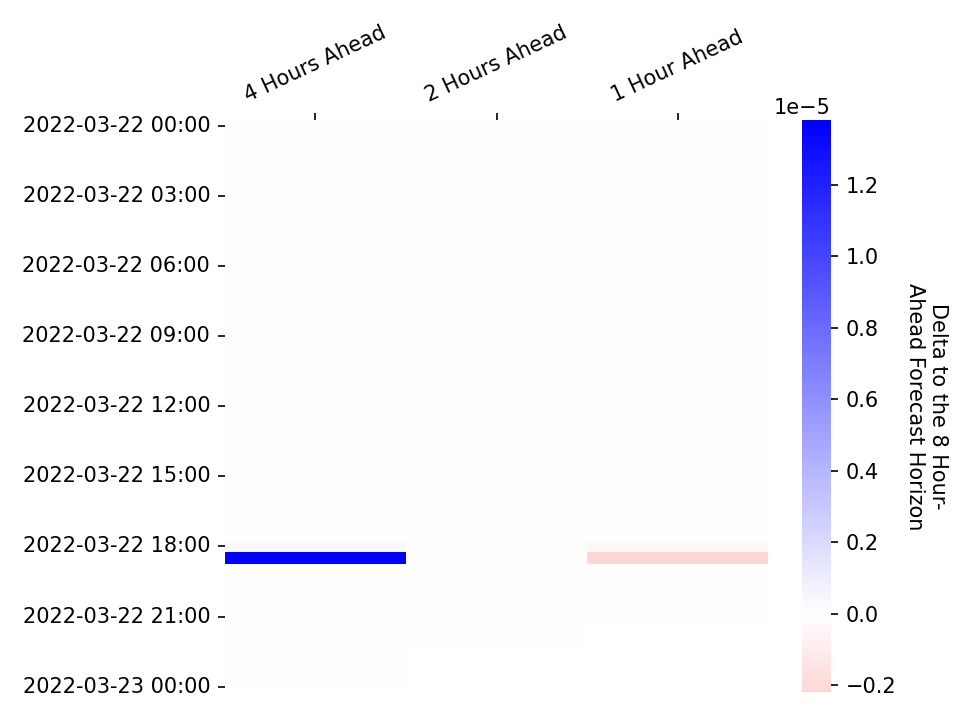 4 Hours Ahead
2 Hours Ahead
1 Hour Ahead
1e−5
2022-03-22 00:00
2022-03-22 03:00
2022-03-22 06:00
2022-03-22 09:00
2022-03-22 12:00
2022-03-22 15:00
2022-03-22 18:00
2022-03-22 21:00
2022-03-23 00:00
1.2
1.0
0.8
0.6
0.4
0.2
0.0
−0.2
Delta to the 8 Hour-
Ahead Forecast Horizon